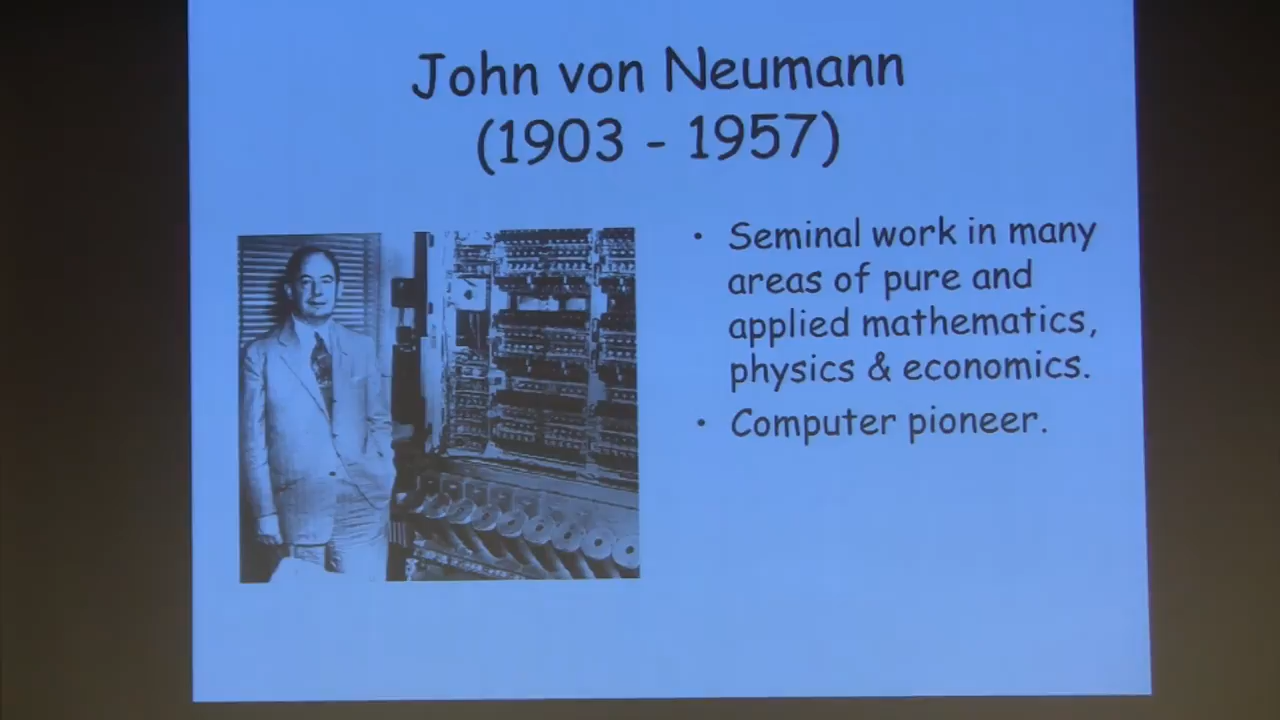 John von Neumann
(1903 - 1957)
• Seminal work in many
areas of pure and
applied mathematics,
physics & economics.
• Computer pioneer.